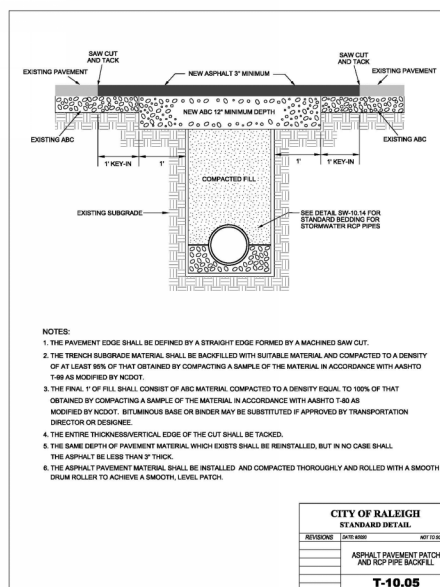 SAW CUT
AND TACK
SAW CUT
AND TACK
EXISTING PAVEMENT
NEW ASPHALT 3" MINIMUM
EXISTING PAVEMENT
NEW ABC 12" MINIMUM DEPTH
EXISTING ABC
EXISTING ABC
1' KEY-IN
1'
1'
1' KEY-IN
COMPACTED FILL
EXISTING SUBGRADE
SEE DETAIL SW-10.14 FOR
STANDARD BEDDING FOR
STORMWATER RCP PIPES
NOTES:
1. THE PAVEMENT EDGE SHALL BE DEFINED BY A STRAIGHT EDGE FORMED BY A MACHINED SAW CUT.
2. THE TRENCH SUBGRADE MATERIAL SHALL BE BACKFILLED WITH SUITABLE MATERIAL AND COMPACTED TO A DENSITY
OF AT LEAST 95% OF THAT OBTAINED BY COMPACTING A SAMPLE OF THE MATERIAL IN ACCORDANCE WITH AASHTO
T-99 AS MODIFIED BY NCDOT.
3. THE FINAL 1' OF FILL SHALL CONSIST OF ABC MATERIAL COMPACTED TO A DENSITY EQUAL TO 100% OF THAT
OBTAINED BY COMPACTING A SAMPLE OF THE MATERIAL IN ACCORDANCE WITH AASHTO T-80 AS
MODIFIED BY NCDOT. BITUMINOUS BASE OR BINDER MAY BE SUBSTITUTED IF APPROVED BY TRANSPORTATION
DIRECTOR OR DESIGNEE.
4. THE ENTIRE THICKNESS/VERTICAL EDGE OF THE CUT SHALL BE TACKED.
5. THE SAME DEPTH OF PAVEMENT MATERIAL WHICH EXISTS SHALL BE REINSTALLED, BUT IN NO CASE SHALL
THE ASPHALT BE LESS THAN 3" THICK.
6. THE ASPHALT PAVEMENT MATERIAL SHALL BE INSTALLED AND COMPACTED THOROUGHLY AND ROLLED WITH A SMOOTH
DRUM ROLLER TO ACHIEVE A SMOOTH, LEVEL PATCH.
CITY OF RALEIGH
STANDARD DETAIL
REVISIONS DATE: NOT TO
ASPHALT PAVEMENT PATCH
AND RCP PIPE BACKFILL
T-10.05